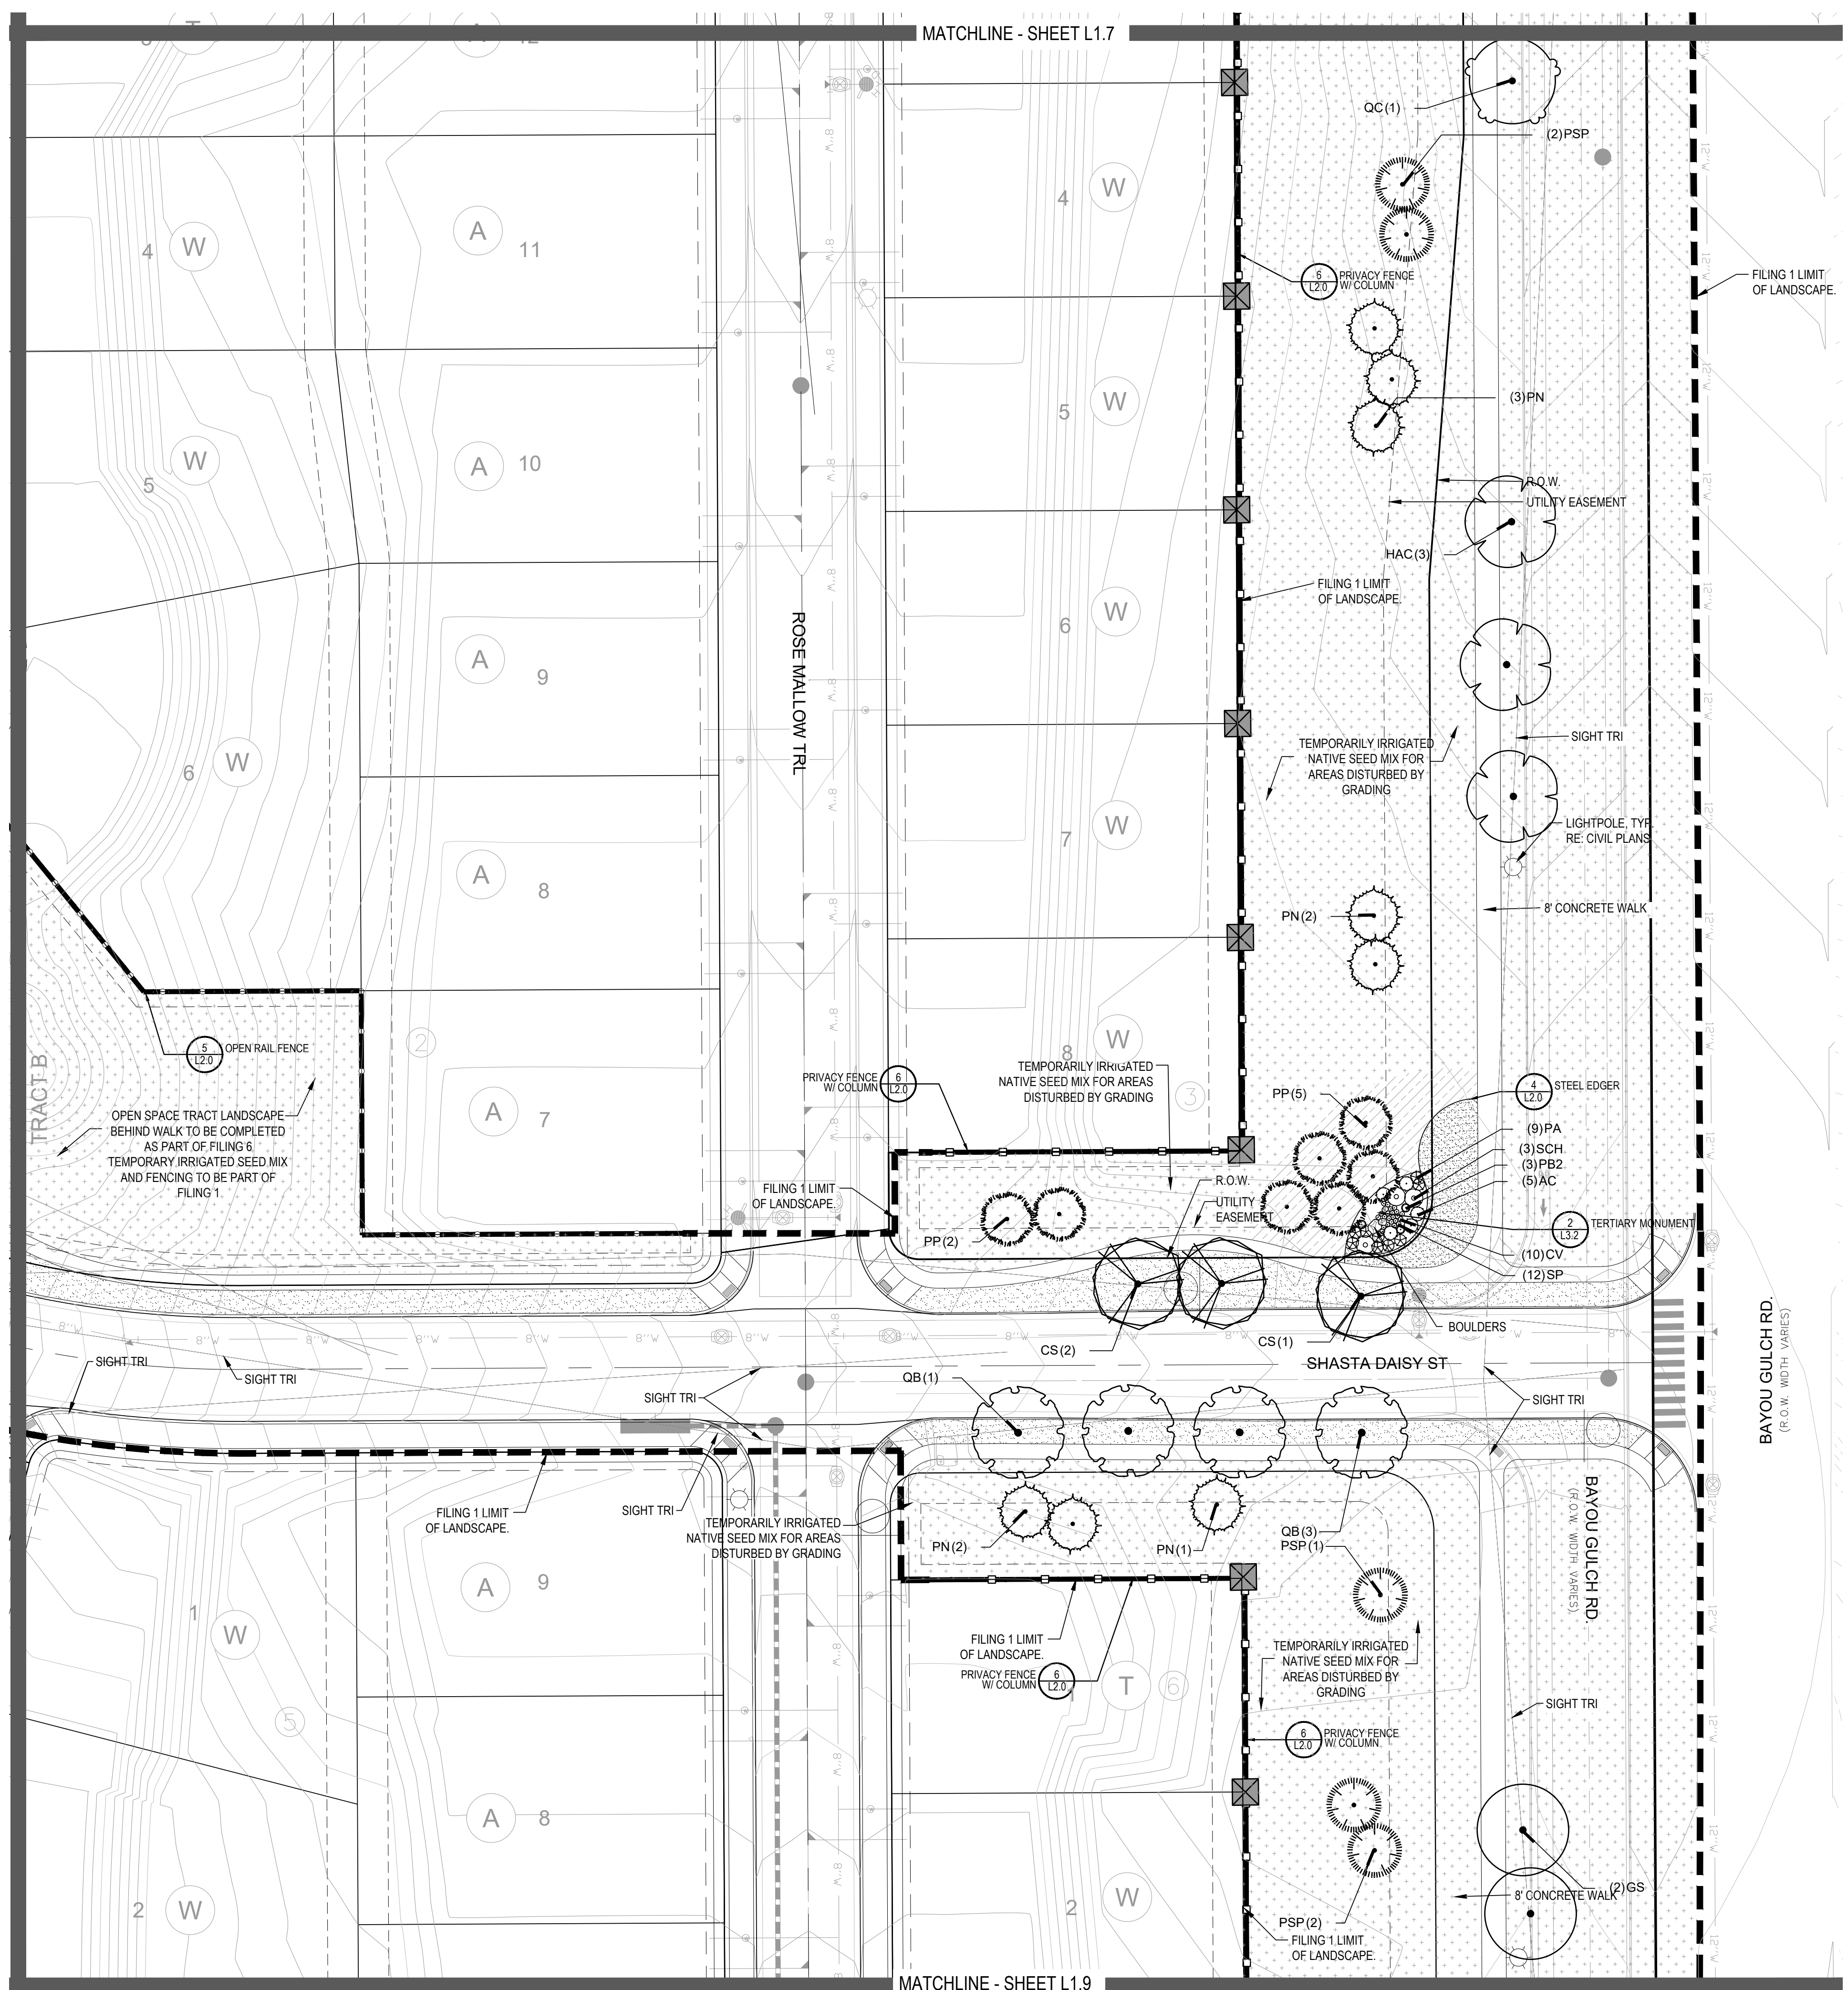 MATCHLINE - SHEET L1.7
QC(1)
(2)PSP
4
W
A
11
4
W
6
L2.0
PRIVACY FENCE
W/ COLUMN
FILING 1 LIMIT
OF LANDSCAPE.
5
W
A
10
5
W
(3)PN
R.O.W.
UTILITY EASEMENT
HAC(3)
FILING 1 LIMIT
OF LANDSCAPE.
ROSE MALLOW TRL
6
W
A
9
6
W
SIGHT TRI
TEMPORARILY IRRIGATED
NATIVE SEED MIX FOR
AREAS DISTURBED BY
GRADING
LIGHTPOLE, TYP.
RE: CIVIL PLANS
7
W
A
8
8' CONCRETE WALK
PN(2)
8
W
2
5
L2.0
OPEN RAIL FENCE
TRACT B
PRIVACY FENCE
W/ COLUMN
6
L2.0
TEMPORARILY IRRIGATED
NATIVE SEED MIX FOR AREAS
DISTURBED BY GRADING
3
PP(5)
4
L2.0
STEEL EDGER
A
7
OPEN SPACE TRACT LANDSCAPE
BEHIND WALK TO BE COMPLETED
AS PART OF FILING 6.
TEMPORARY IRRIGATED SEED MIX
AND FENCING TO BE PART OF
FILING 1
(9)PA
(3)SCH
(3)PB2
(5)AC
FILING 1 LIMIT
OF LANDSCAPE.
R.O.W.
UTILITY
EASEMENT
2
L3.2
TERTIARY MONUMENT
PP(2)
(10)CV
(12)SP
BOULDERS
8"W
8"W
8"W
8"W
8"W
CS(2)
CS(1)
SHASTA DAISY ST
SIGHT TRI
SIGHT TRI
QB(1)
SIGHT TRI
SIGHT TRI
BAYOU GULCH RD.
(R.O.W. WIDTH VARIES)
FILING 1 LIMIT
OF LANDSCAPE.
SIGHT TRI
TEMPORARILY IRRIGATED
NATIVE SEED MIX FOR AREAS
DISTURBED BY GRADING
PN(2)
PN(1)
QB(3)
PSP(1)
BAYOU GULCH RD.
(R.O.W. WIDTH VARIES)
A
9
1
W
FILING 1 LIMIT
OF LANDSCAPE.
PRIVACY FENCE
W/ COLUMN
6
L2.0
1
T
6
TEMPORARILY IRRIGATED
NATIVE SEED MIX FOR
AREAS DISTURBED BY
GRADING
SIGHT TRI
5
6
L2.0
PRIVACY FENCE
W/ COLUMN
A
8
2
W
2
W
(2)GS
8' CONCRETE WALK
PSP(2)
FILING 1 LIMIT
OF LANDSCAPE.
MATCHLINE - SHEET L1.9